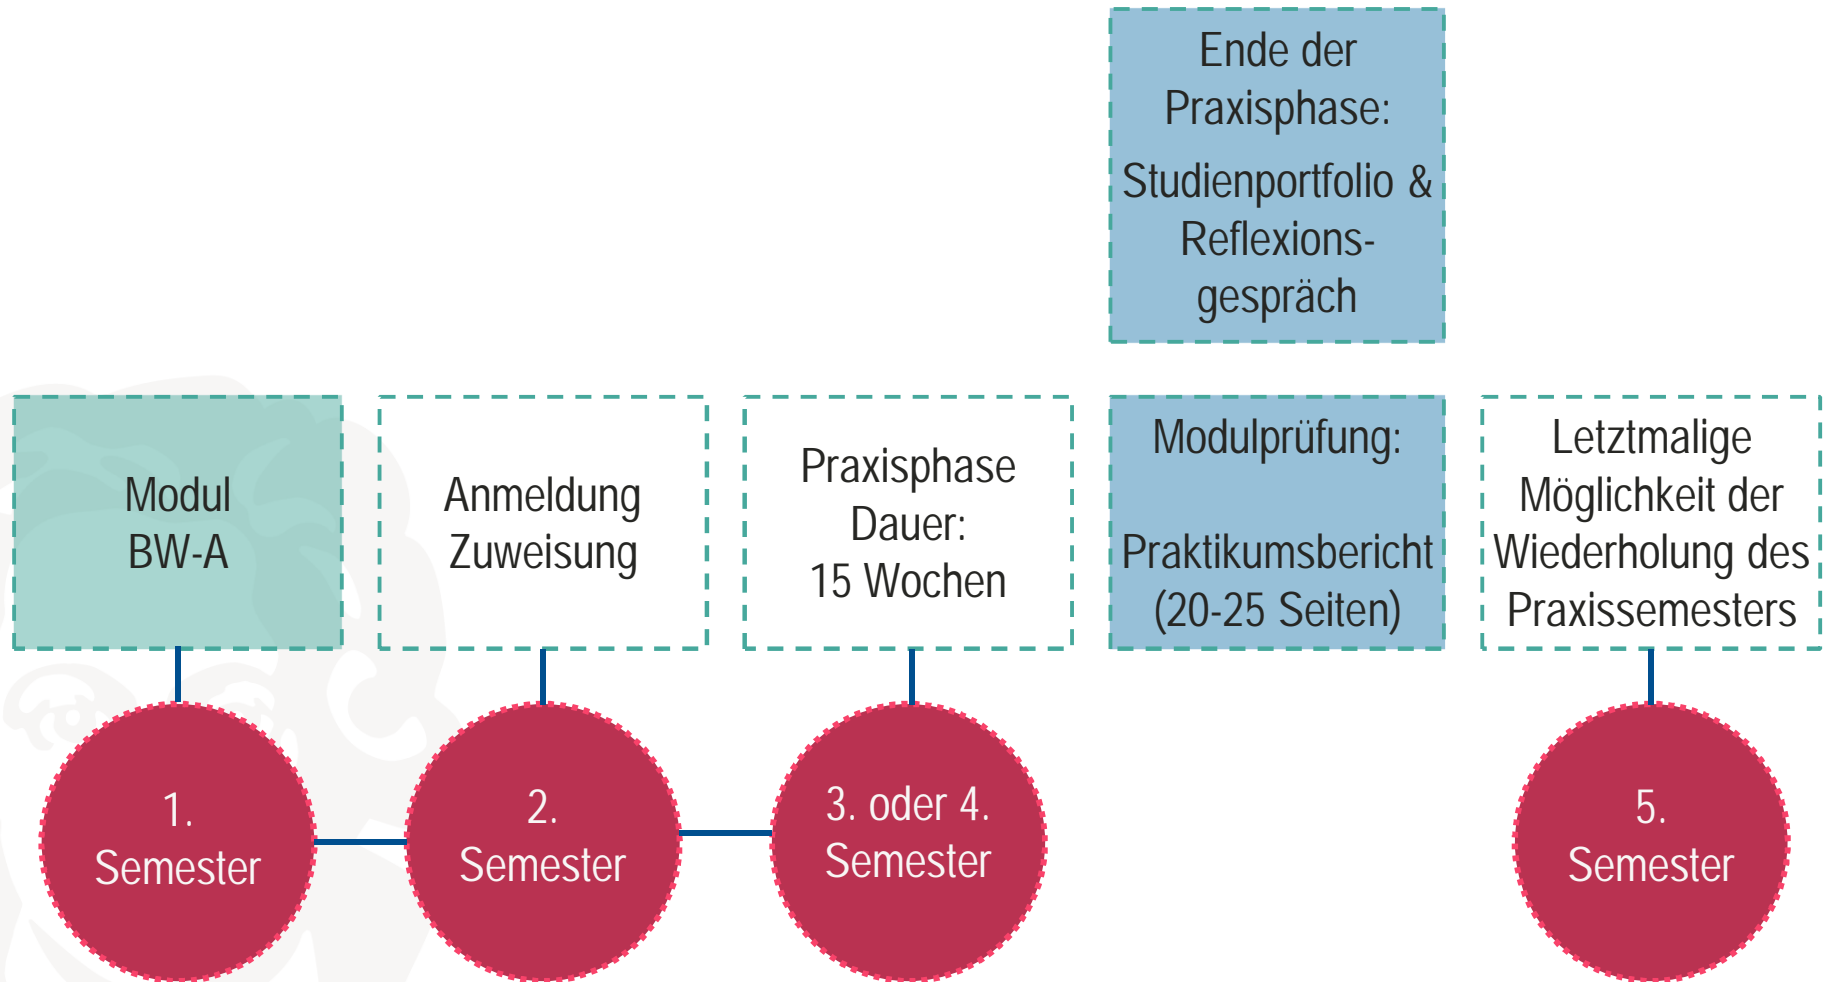 Ende der
Praxisphase:
Studienportfolio &
Reflexions-
gespräch
Modul
BW-A
Anmeldung
Zuweisung
Praxisphase
Dauer:
15 Wochen
Modulprüfung:
Praktikumsbericht
(20-25 Seiten)
Letztmalige
Möglichkeit der
Wiederholung des
Praxissemesters
1.
Semester
2.
Semester
3. oder 4.
Semester
5.
Semester